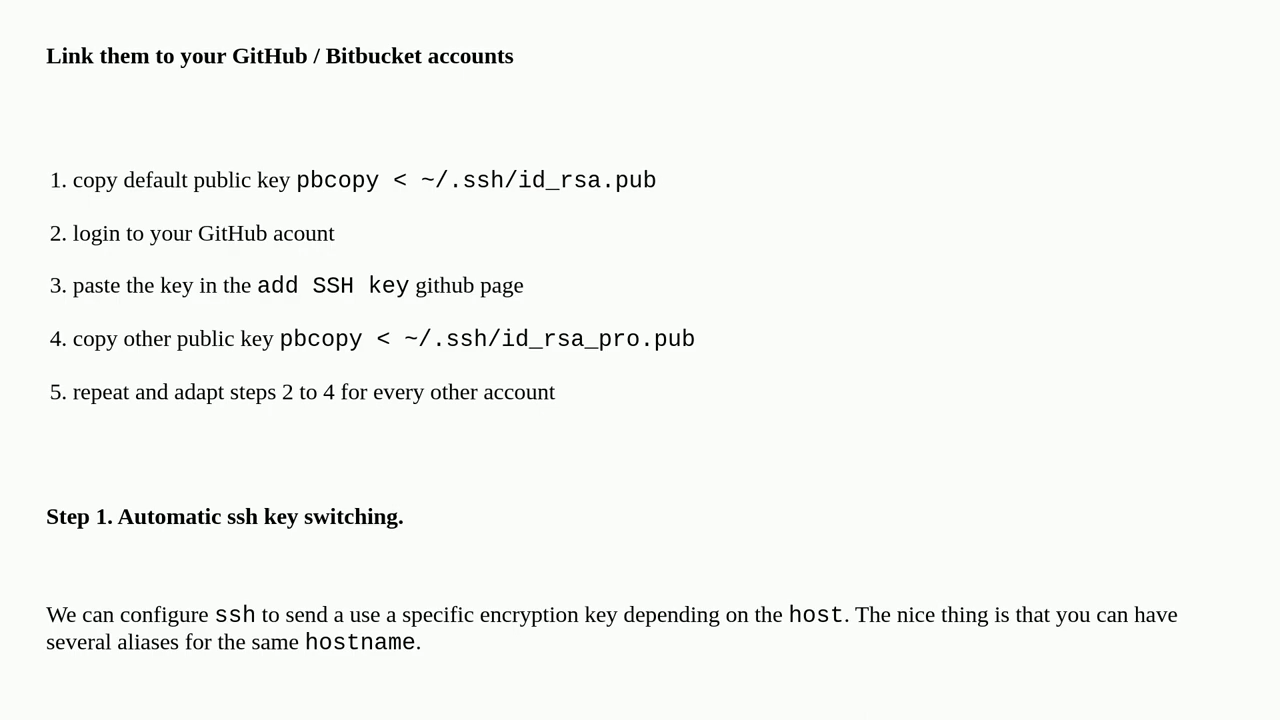 Link them to your GitHub / Bitbucket accounts
1. copy default public key pbcopy < ~/.ssh/id_rsa.pub
2. login to your GitHub acount
3. paste the key in the add SSH key github page
4. copy other public key pbcopy < ~/.ssh/id_rsa_pro.pub
5. repeat and adapt steps 2 to 4 for every other account
Step 1. Automatic ssh key switching.
We can configure ssh to send a use a specific encryption key depending on the host. The nice thing is that you can have
several aliases for the same hostname.